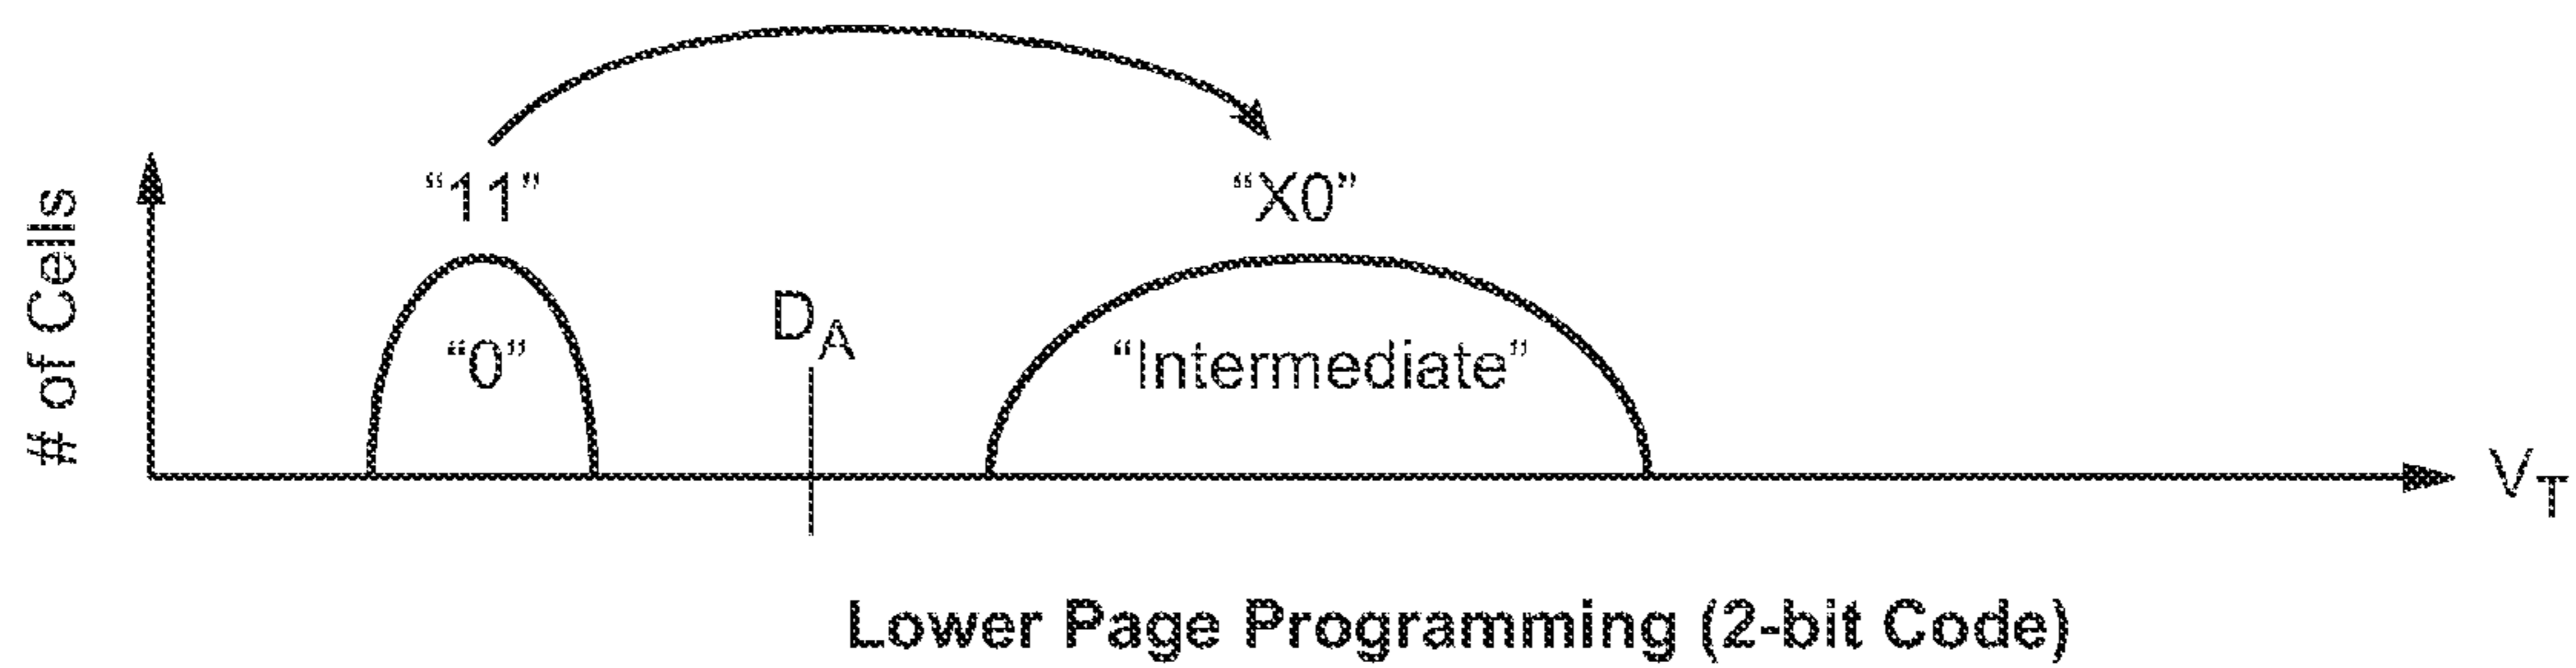 "11"
"X0"
# of Cells
"0"
DA
"Intermediate"
VT
Lower Page Programming (2-bit Code)